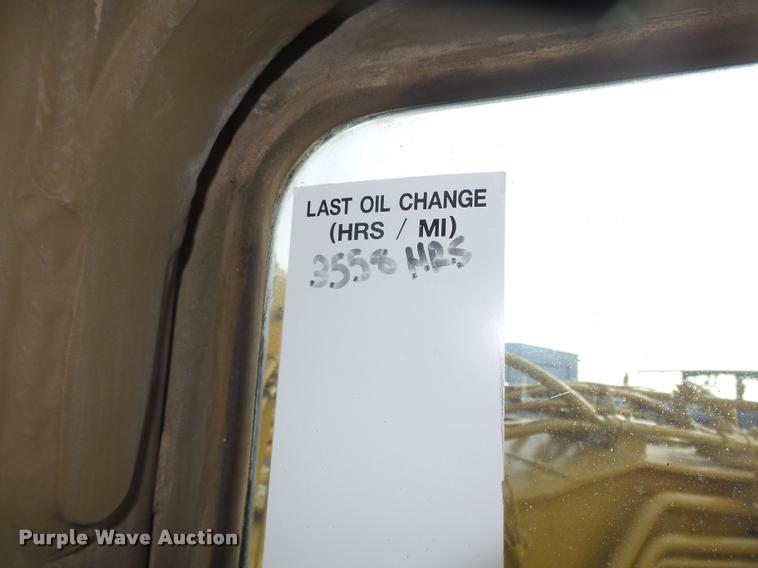 LAST OIL CHANGE
(HRS / MI)
3558 HRS
Purple Wave Auction